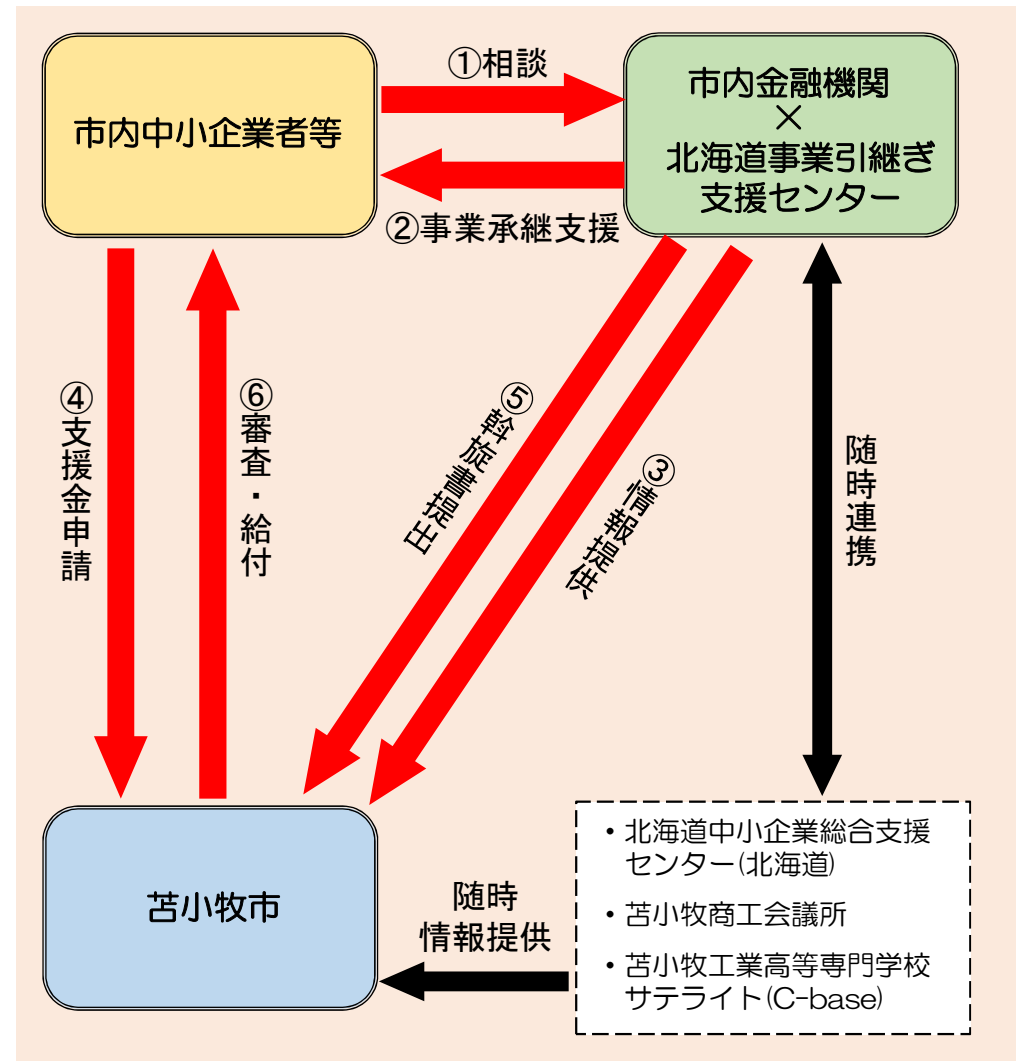 ①相談
市内中小企業者等
市内金融機関
×
北海道事業引継ぎ
支援センター
②事業承継支援
④支援金申請
⑥審査・給付
⑤斡旋書提出
③情報提供
随時連携
苫小牧市
随時
情報提供
・北海道中小企業総合支援
センター(北海道)
・苫小牧商工会議所
・苫小牧工業高等専門学校
サテライト(C-base)